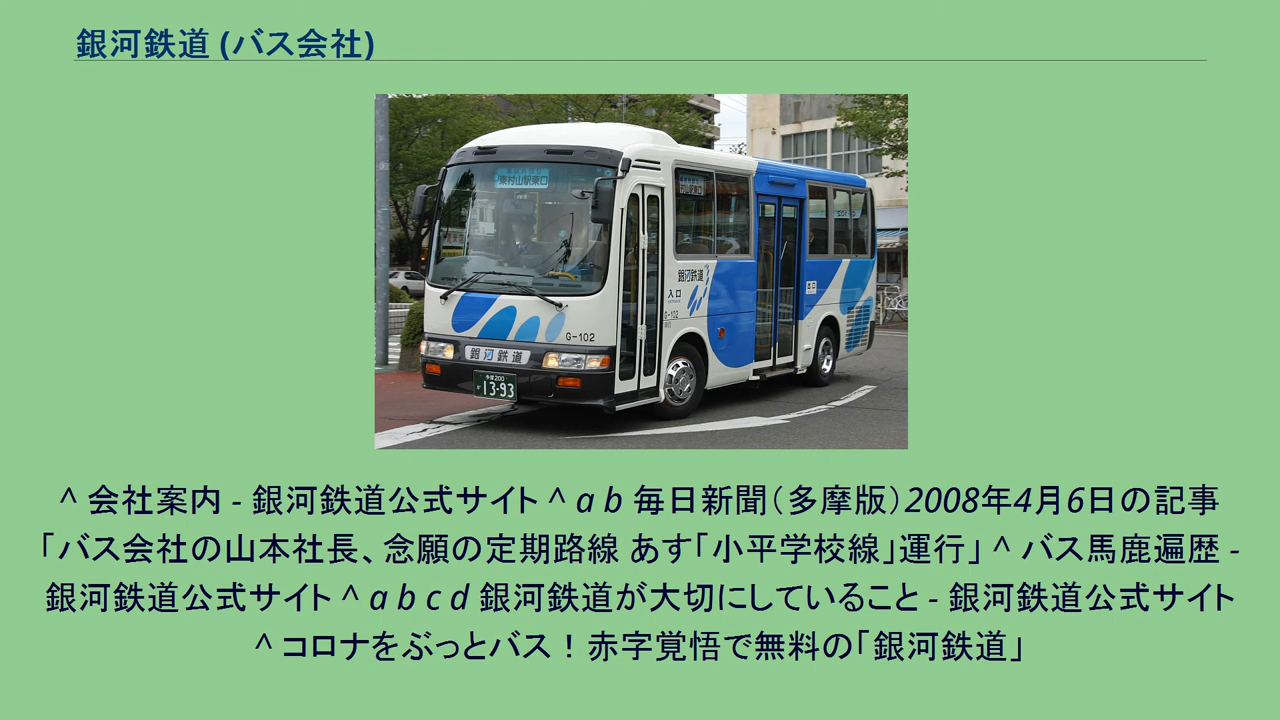 銀河鉄道 (バス会社)
東村山駅東口
村山駅東口
銀河鉄道
入口
G-102
出口
G-102
銀河鉄道
多摩200
13-93
^ 会社案内 - 銀河鉄道公式サイト ^ a b 毎日新聞（多摩版）2008年4月6日の記事
「バス会社の山本社長、念願の定期路線 あす「小平学校線」運行」 ^ バス馬鹿遍歴 -
銀河鉄道公式サイト ^ a b c d 銀河鉄道が大切にしていること - 銀河鉄道公式サイト
^ コロナをぶっとバス！赤字覚悟で無料の「銀河鉄道」